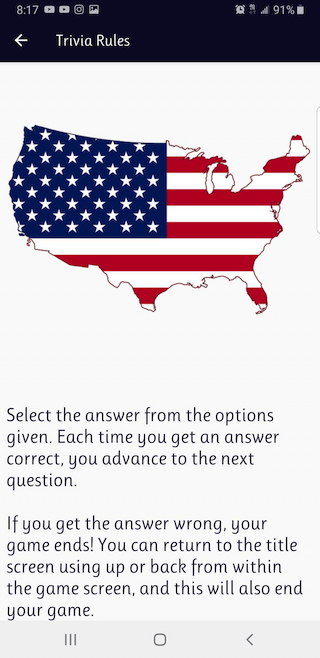 8:17 91%
Trivia Rules
Select the answer from the options
given. Each time you get an answer
correct, you advance to the next
question.
If you get the answer wrong, your
game ends! You can return to the title
screen using up or back from within
the game screen, and this will also end
your game.